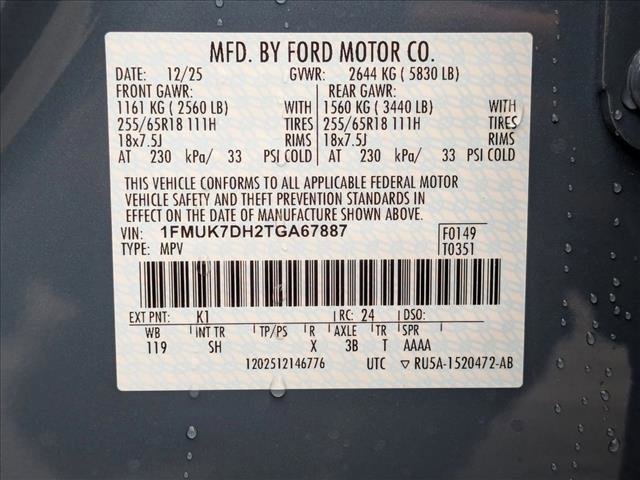 MFD. BY FORD MOTOR CO.
DATE: 12/25 GVWR: 2644 KG ( 5830 LB)
FRONT GAWR: REAR GAWR:
1161 KG ( 2560 LB) WITH 1560 KG ( 3440 LB) WITH
255/65R18 111H TIRES 255/65R18 111H TIRES
18x7.5J RIMS 18x7.5J RIMS
AT 230 kPa/ 33 PSI COLD AT 230 kPa/ 33 PSI COLD
THIS VEHICLE CONFORMS TO ALL APPLICABLE FEDERAL MOTOR
VEHICLE SAFETY AND THEFT PREVENTION STANDARDS IN
EFFECT ON THE DATE OF MANUFACTURE SHOWN ABOVE.
VIN: 1FMUK7DH2TGA67887 F0149
TYPE: MPV T0351
EXT PNT: K1 RC: 24 DSO:
WB INT TR TP/PS R AXLE TR SPR
119 SH X 3B T AAAA
1202512146776 UTC ▽ RU5A-1520472-AB